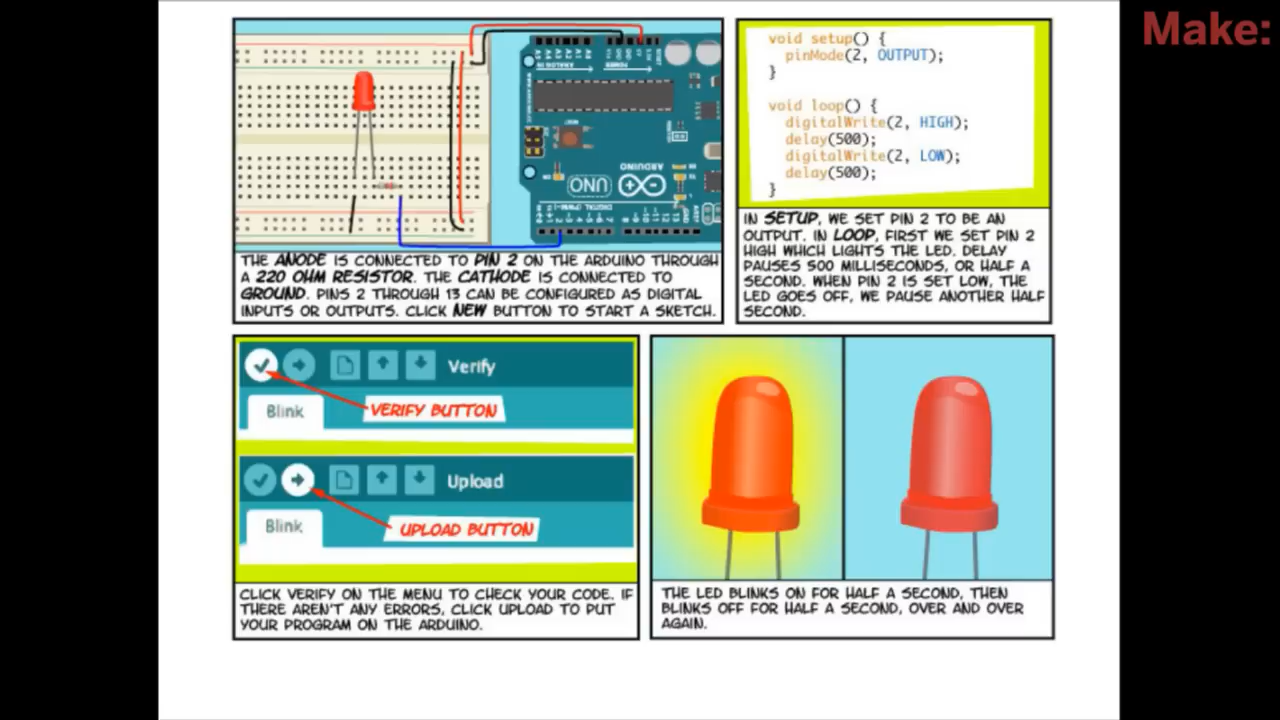 Make:
void setup() {
pinMode(2, OUTPUT);
}
void loop() {
digitalWrite(2, HIGH);
delay(500);
digitalWrite(2, LOW);
delay(500);
}
ARDUINO
UNO
THE ANODE IS CONNECTED TO PIN 2 ON THE ARDUINO THROUGH
A 220 OHM RESISTOR. THE CATHODE IS CONNECTED TO
GROUND. PINS 2 THROUGH 13 CAN BE CONFIGURED AS DIGITAL
INPUTS OR OUTPUTS. CLICK NEW BUTTON TO START A SKETCH.
IN SETUP, WE SET PIN 2 TO BE AN
OUTPUT. IN LOOP, FIRST WE SET PIN 2
HIGH WHICH LIGHTS THE LED. DELAY
PAUSES 500 MILLISECONDS, OR HALF A
SECOND. WHEN PIN 2 IS SET LOW, THE
LED GOES OFF, WE PAUSE ANOTHER HALF
SECOND.
Verify
Blink
VERIFY BUTTON
Upload
Blink
UPLOAD BUTTON
CLICK VERIFY ON THE MENU TO CHECK YOUR CODE. IF
THERE AREN'T ANY ERRORS, CLICK UPLOAD TO PUT
YOUR PROGRAM ON THE ARDUINO.
THE LED BLINKS ON FOR HALF A SECOND, THEN
BLINKS OFF FOR HALF A SECOND, OVER AND OVER
AGAIN.